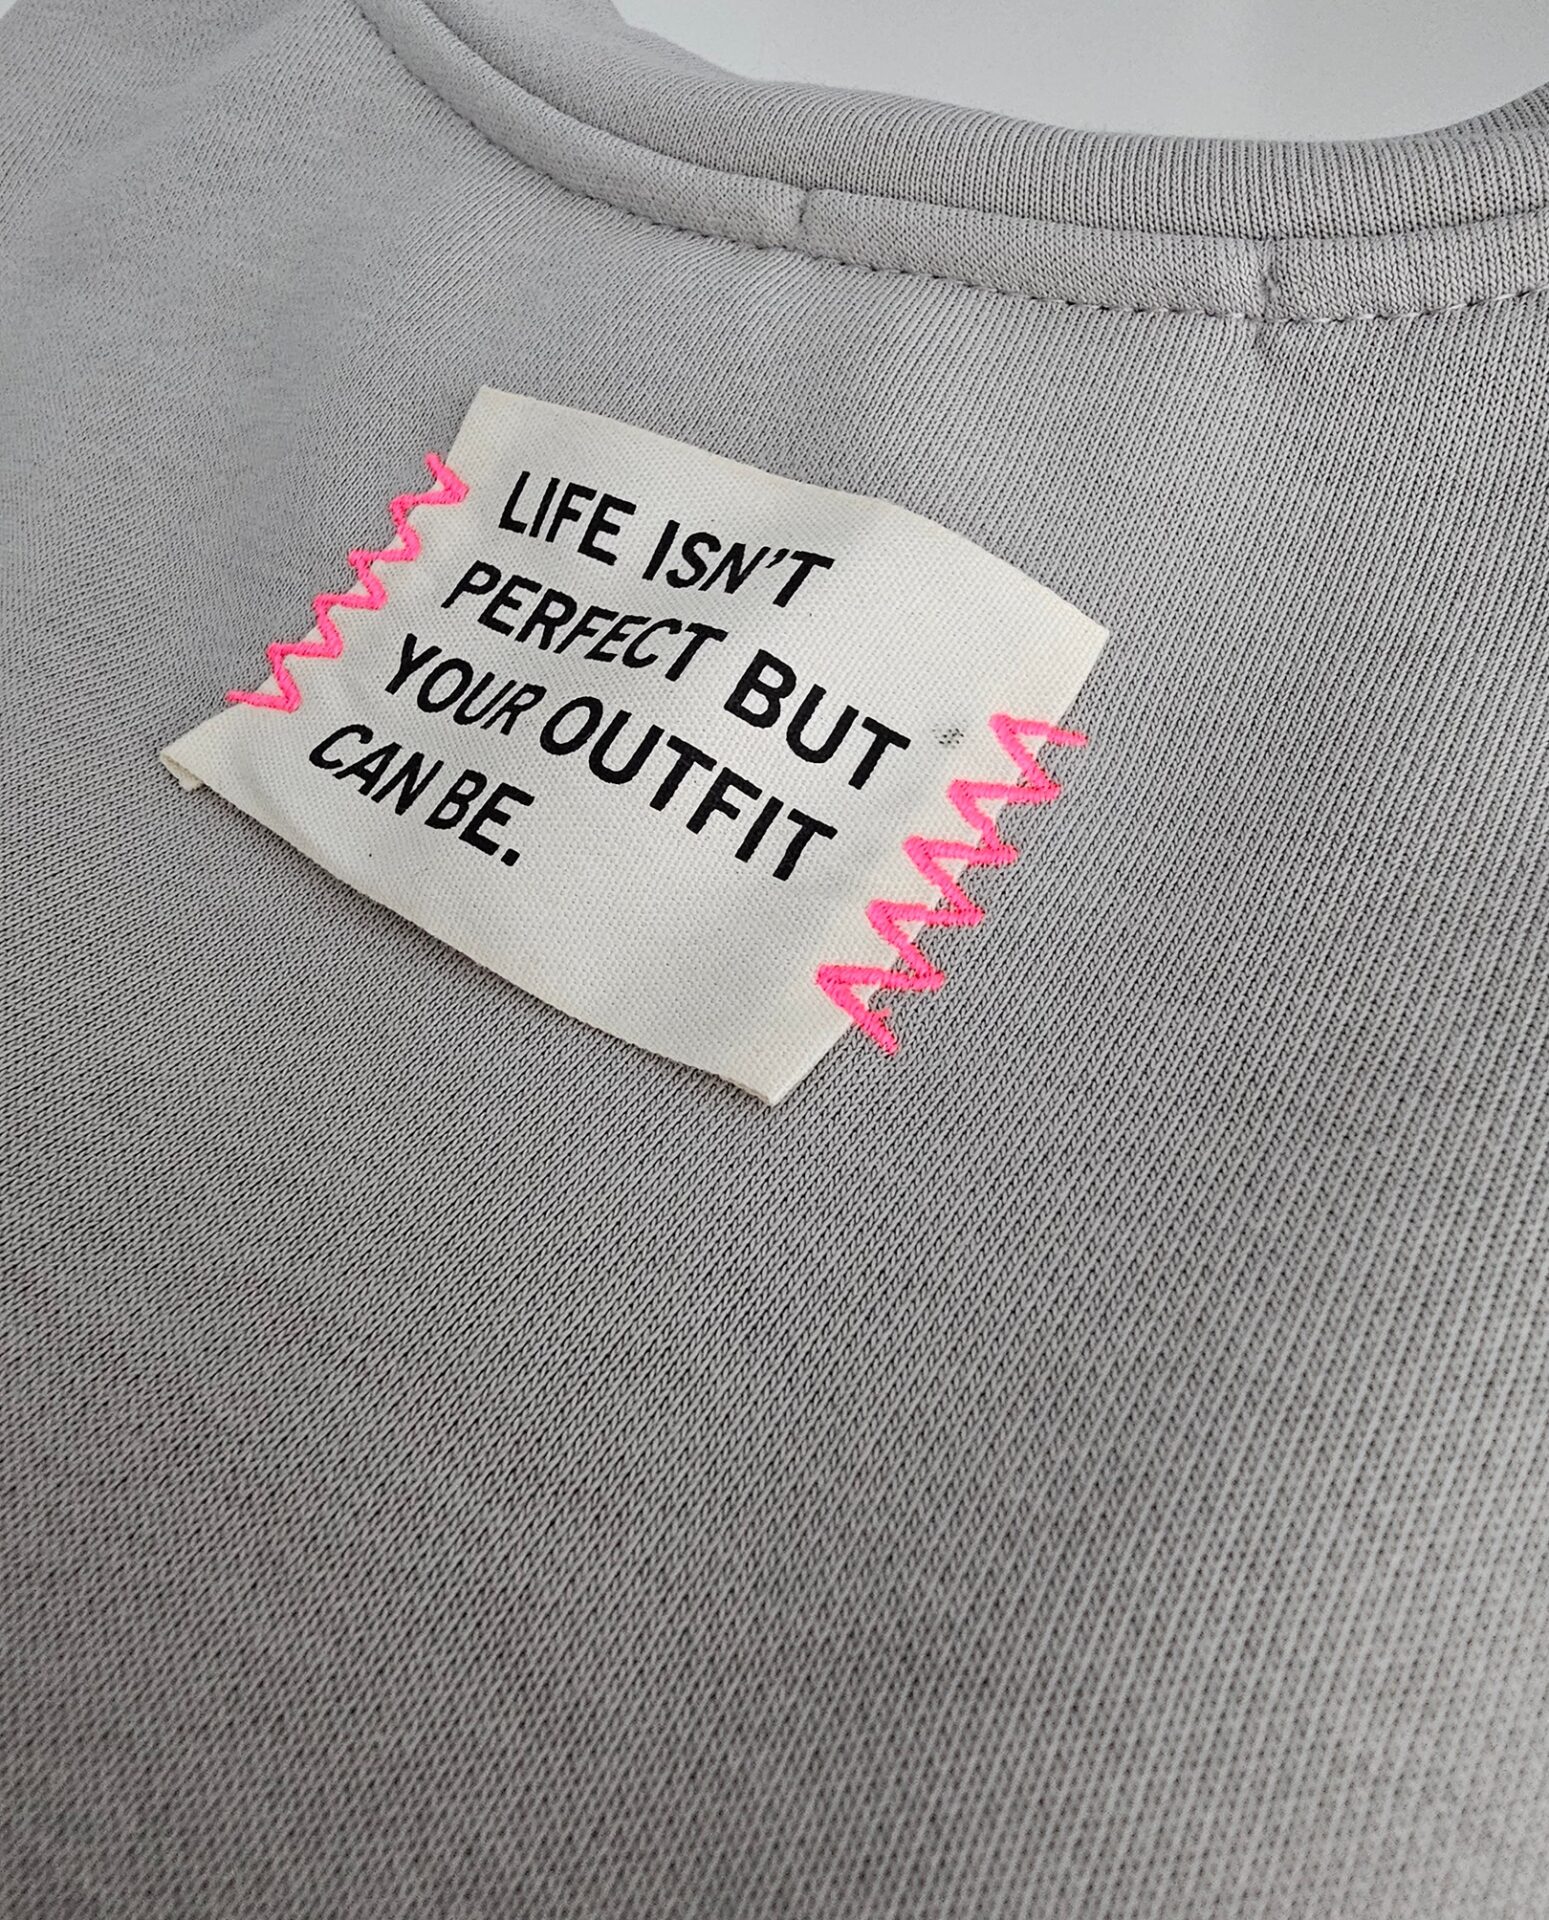 LIFE ISN'T
PERFECT BUT
YOUR OUTFIT
CAN BE.